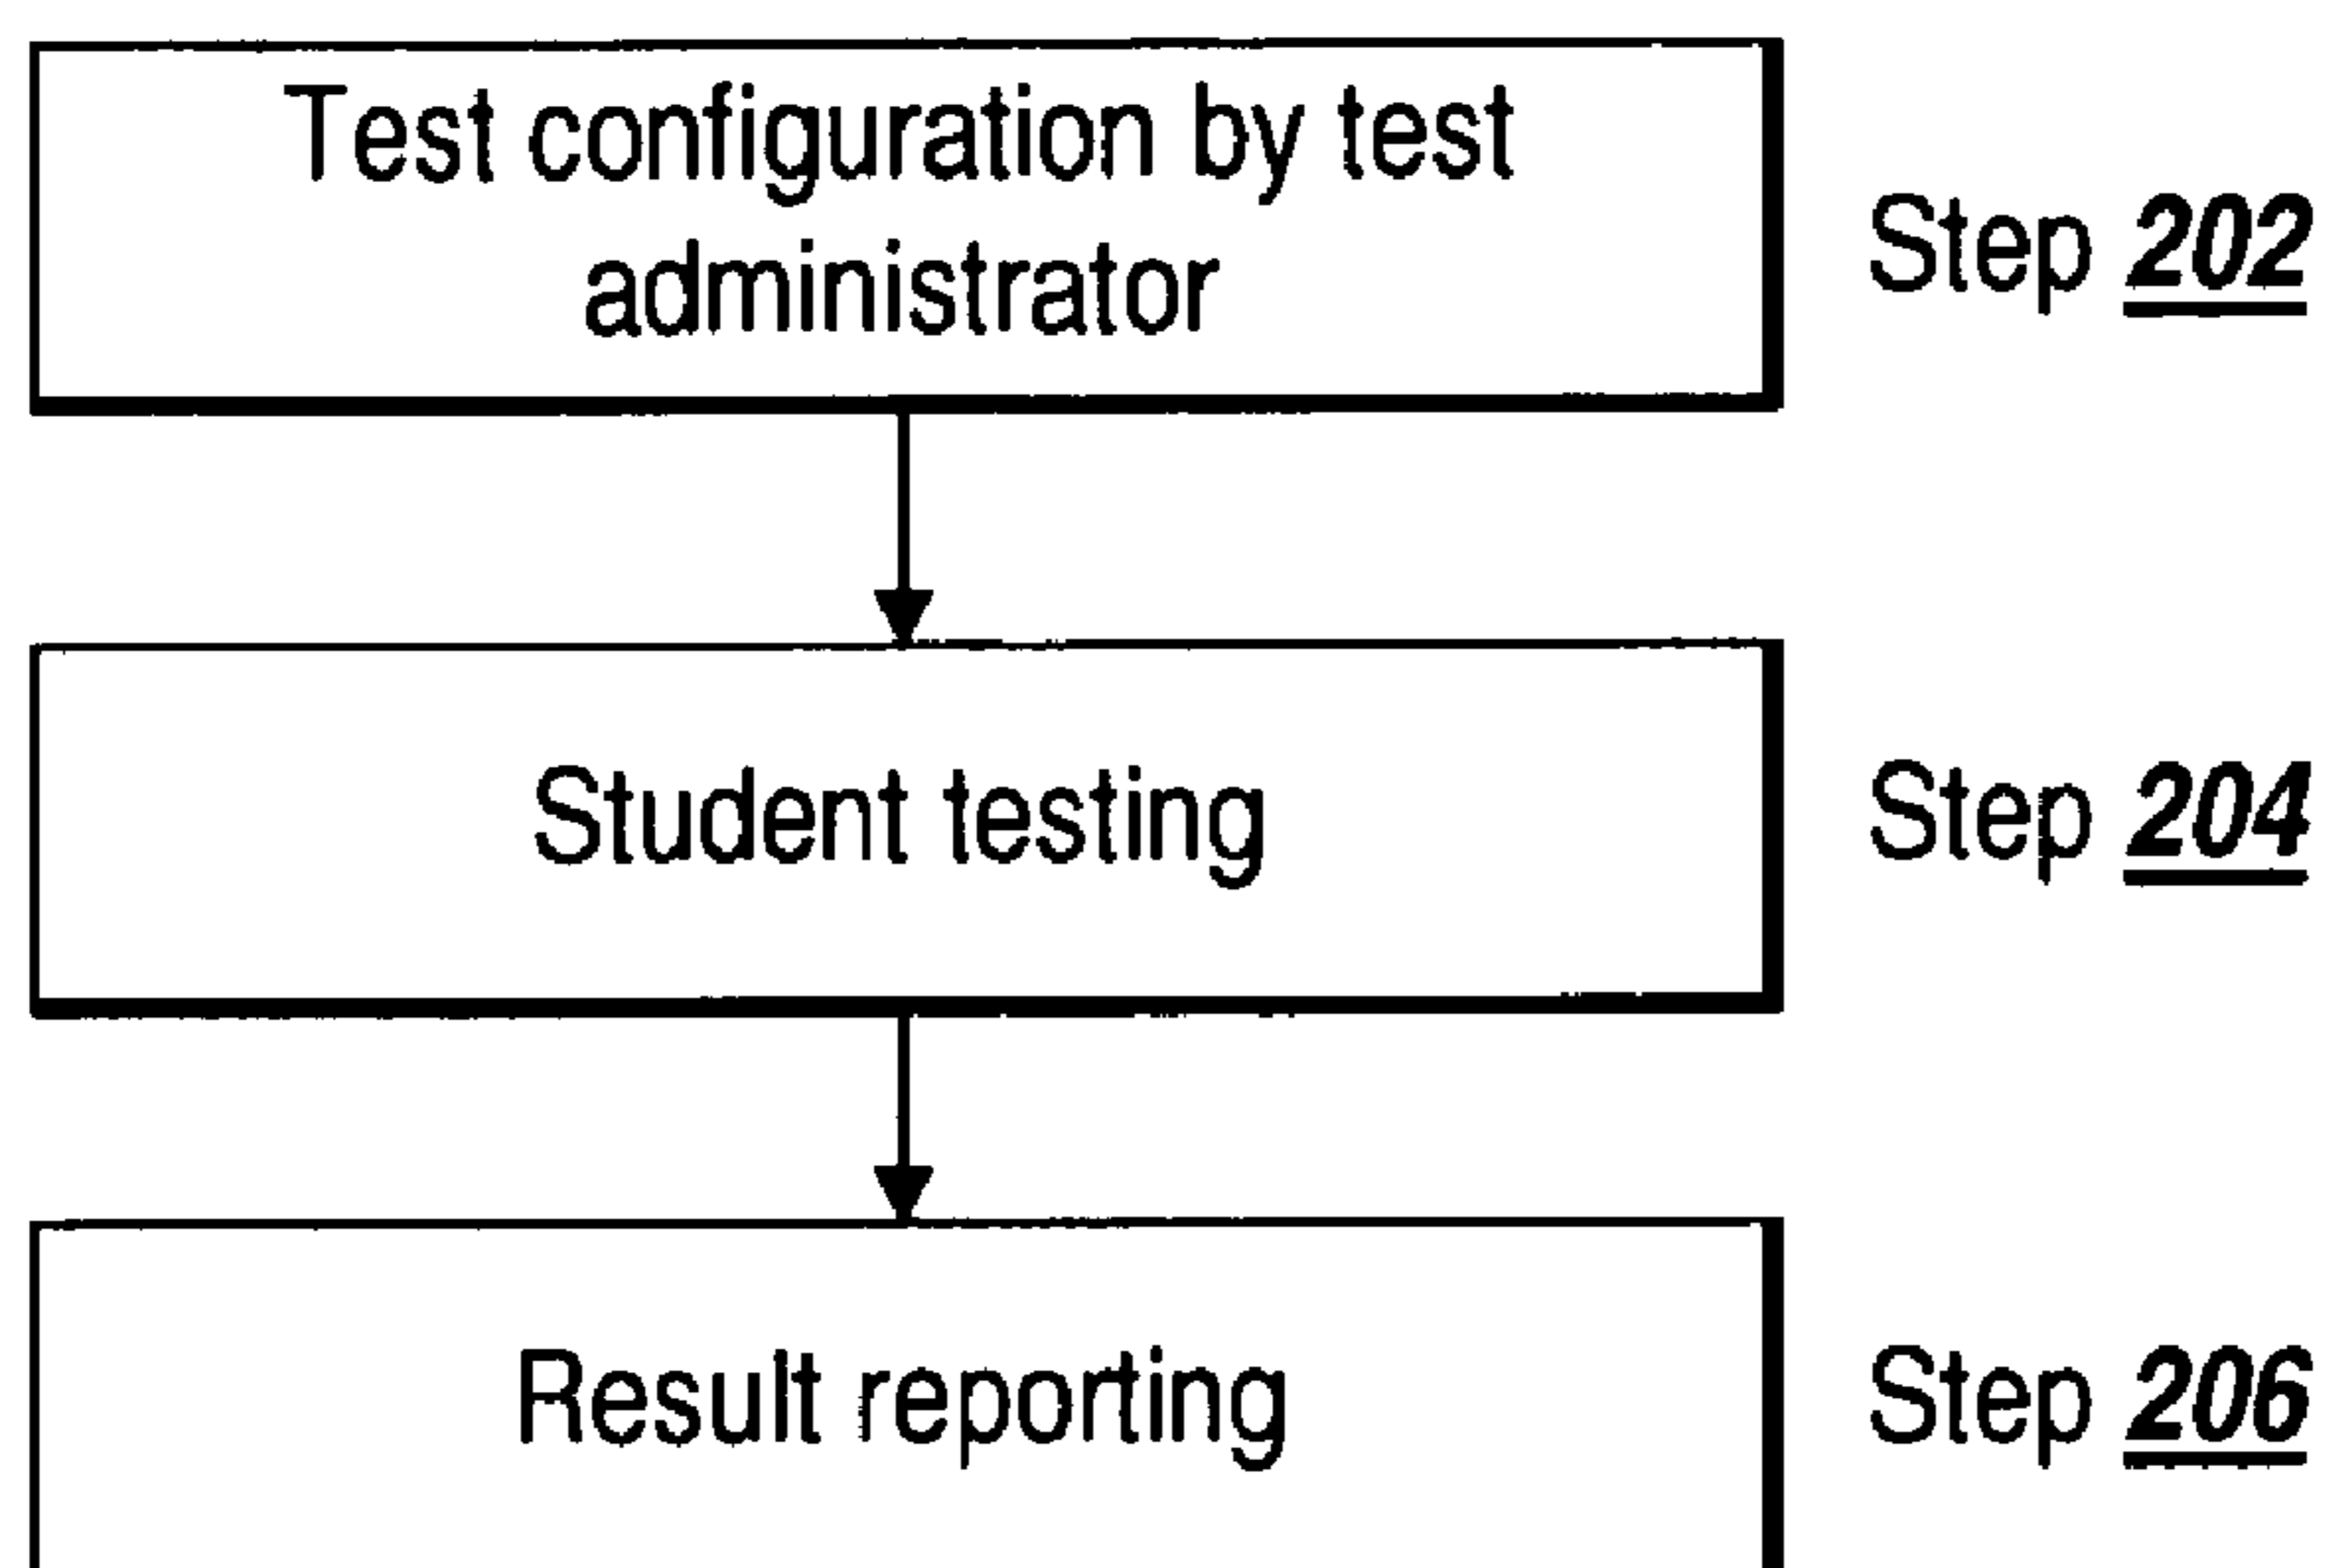 Test configuration by test
administrator
Step 202
Student testing
Step 204
Result reporting
Step 206